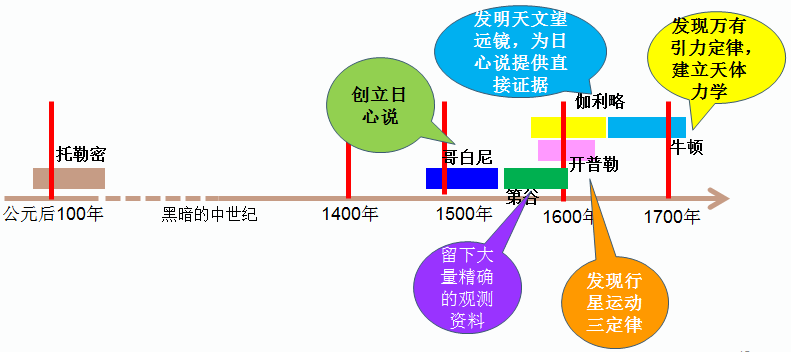 发明天文望
远镜，为日
心说提供直
接证据
发现万有
引力定律，
建立天体
力学
创立日
心说
伽利略
托勒密
哥白尼
牛顿
开普勒
第谷
公元后100年
黑暗的中世纪
1400年
1500年
1600年
1700年
留下大
量精确
的观测
资料
发现行
星运动
三定律